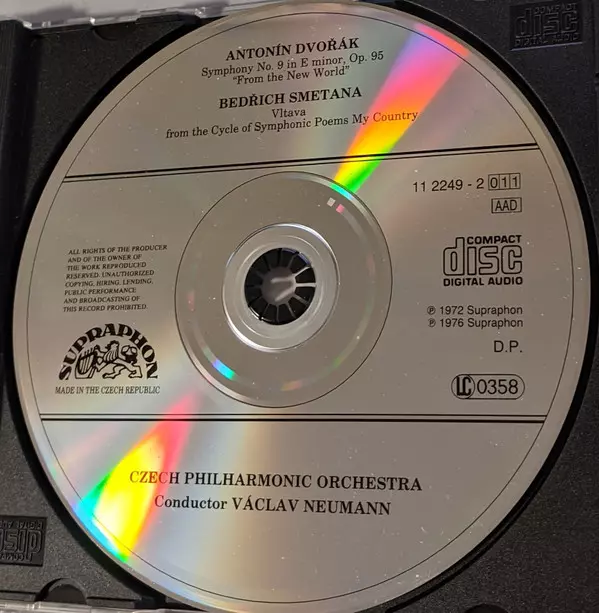 COMPACT
disc
DIGITAL AUDIO
ANTONÍN DVOŘÁK
Symphony No. 9 in E minor, Op. 95
"From the New World"
BEDŘICH SMETANA
Vltava
from the Cycle of Symphonic Poems My Country
11 2249 - 2 011
AAD
ALL RIGHTS OF THE PRODUCER
AND OF THE OWNER OF
THE WORK REPRODUCED
RESERVED. UNAUTHORIZED
COPYING, HIRING, LENDING,
PUBLIC PERFORMANCE
AND BROADCASTING OF
THIS RECORD PROHIBITED.
COMPACT
disc
DIGITAL AUDIO
℗ 1972 Supraphon
℗ 1976 Supraphon
D.P.
SUPRAPHON
MADE IN THE CZECH REPUBLIC
LC 0358
CZECH PHILHARMONIC ORCHESTRA
Conductor VÁCLAV NEUMANN